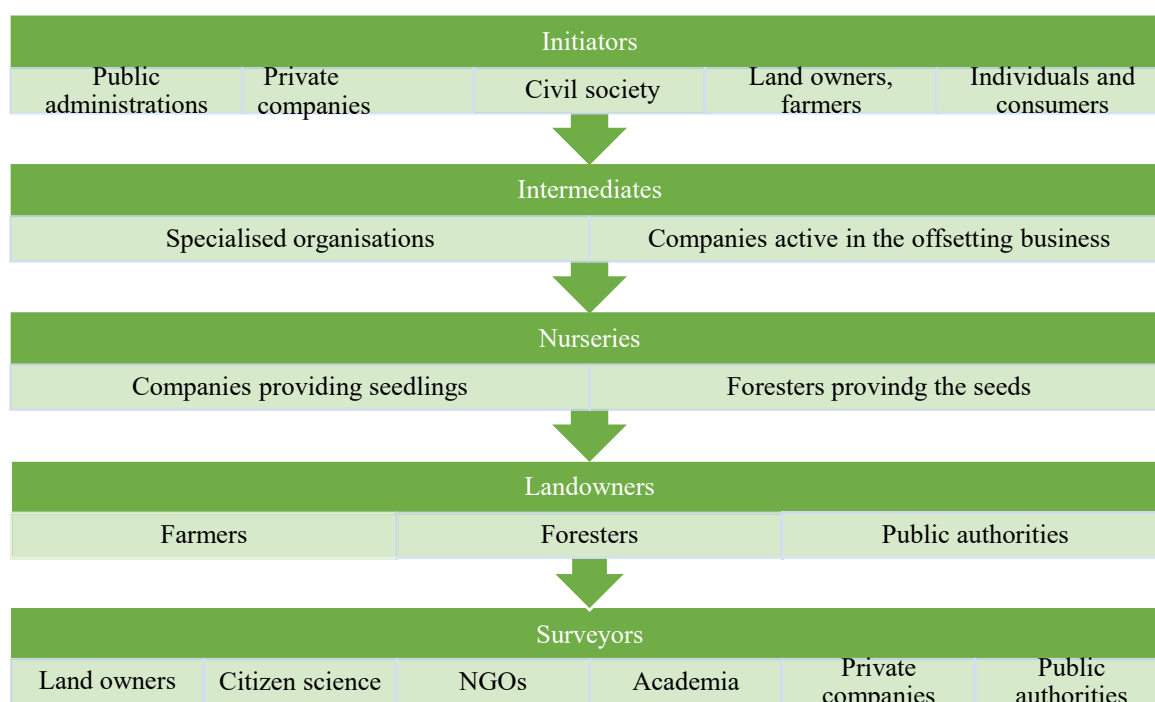 Initiators
Public
administrations
Private
companies
Civil society
Land owners,
farmers
Individuals and
consumers
Intermediates
Specialised organisations
Companies active in the offsetting business
Nurseries
Companies providing seedlings
Foresters provindg the seeds
Landowners
Farmers
Foresters
Public authorities
Surveyors
Land owners
Citizen science
NGOs
Academia
Private
companies
Public
authorities